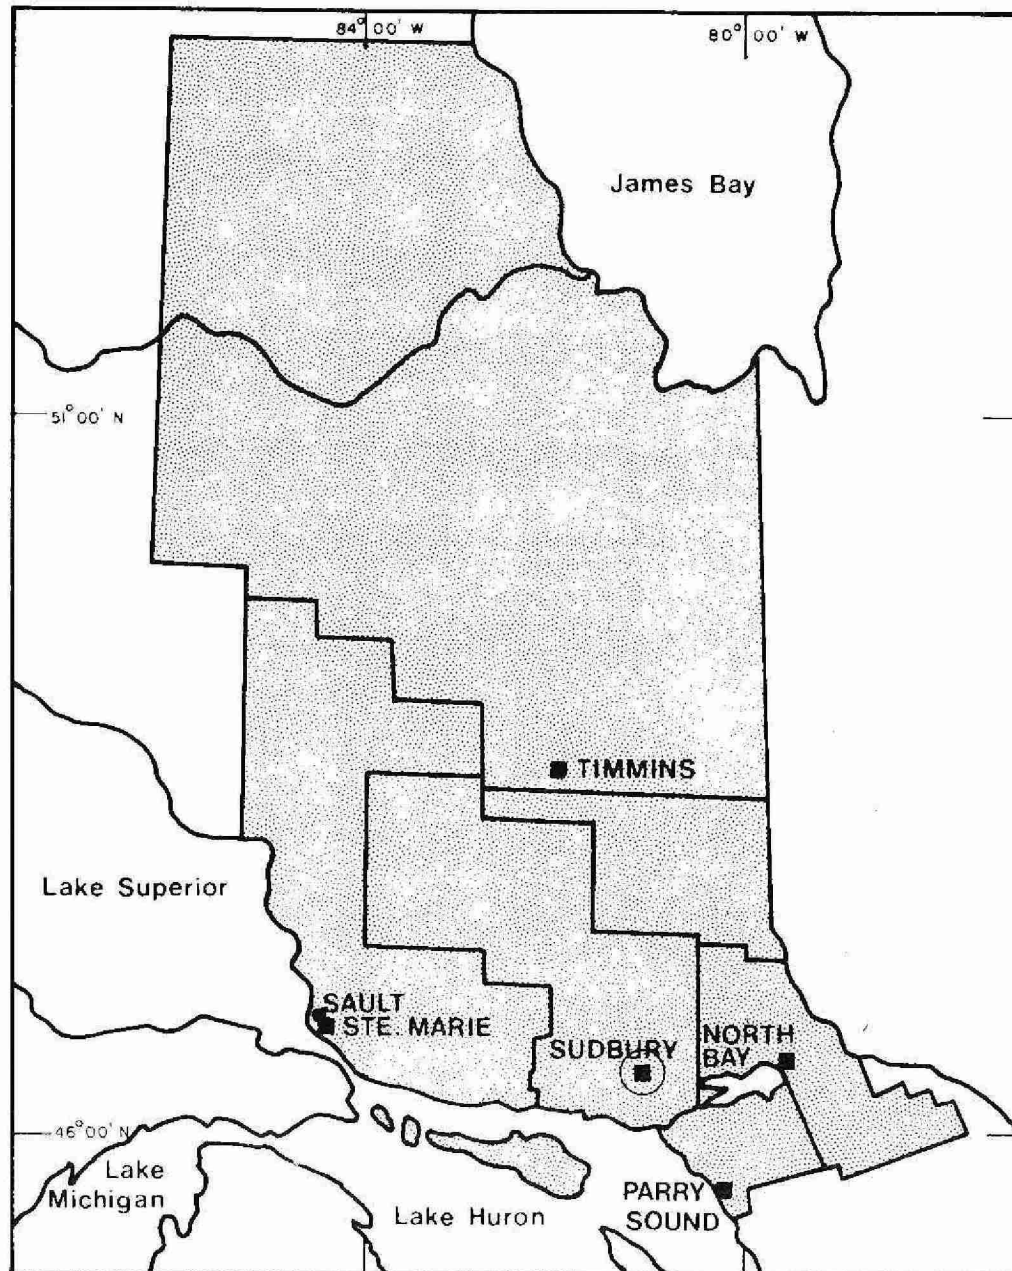 84°00' W
80°00' W
James Bay
51°00' N
TIMMINS
Lake Superior
SAULT
STE. MARIE
SUDBURY
NORTH
BAY
46°00' N
Lake
Michigan
Lake Huron
PARRY
SOUND